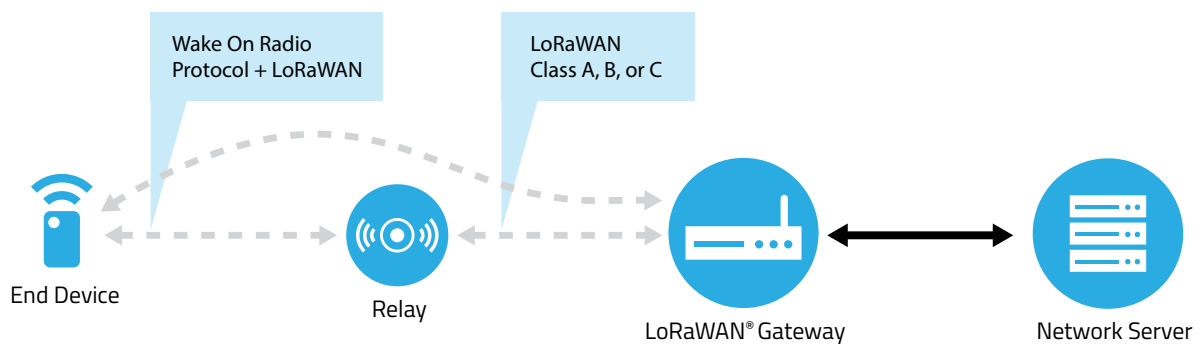 Wake On Radio
Protocol + LoRaWAN
LoRaWAN
Class A, B, or C
End Device
Relay
LoRaWAN® Gateway
Network Server